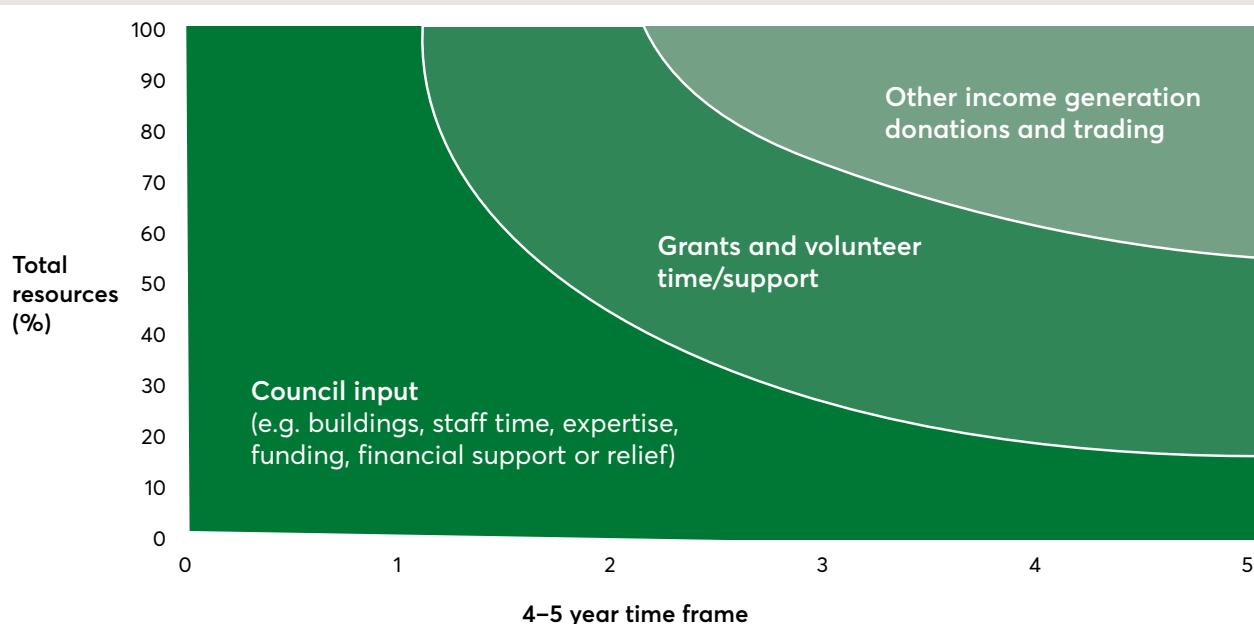 100
90
80
70
60
50
40
30
20
10
0
Total
resources
(%)
Other income generation
donations and trading
Grants and volunteer
time/support
Council input
(e.g. buildings, staff time, expertise,
funding, financial support or relief)
0 1 2 3 4 5
4–5 year time frame